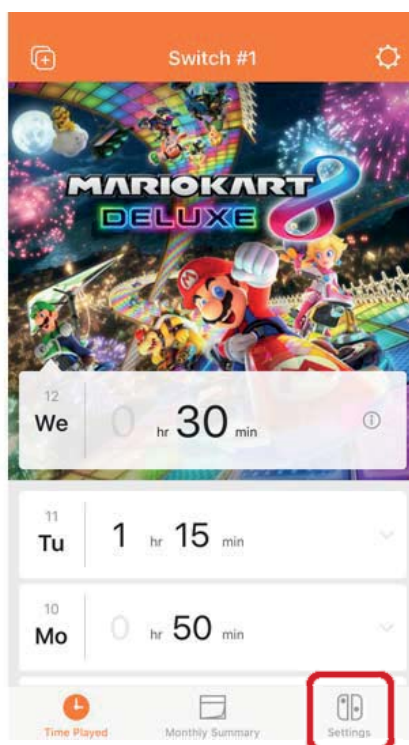 Switch #1
MARIOKART 8
DELUXE
12
We 0 hr 30 min
11
Tu 1 hr 15 min
10
Mo 0 hr 50 min
Time Played Monthly Summary Settings